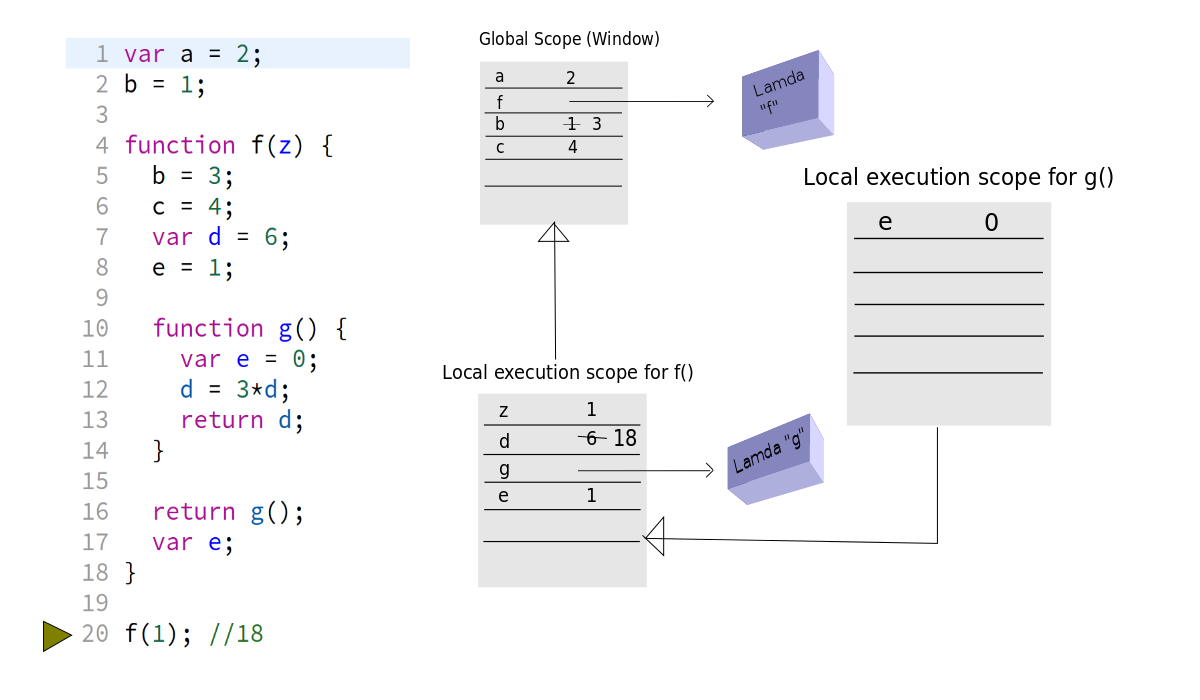 1 var a = 2;
2 b = 1;
3
4 function f(z) {
5   b = 3;
6   c = 4;
7   var d = 6;
8   e = 1;
9
10   function g() {
11     var e = 0;
12     d = 3*d;
13     return d;
14   }
15
16   return g();
17   var e;
18 }
19
20 f(1); //18
Global Scope (Window)
a 2
f
b 1 3
c 4
Lamda
"f"
Local execution scope for g()
e 0
Local execution scope for f()
z 1
d 6 18
g
e 1
Lamda "g"